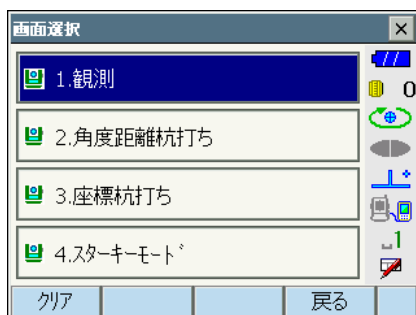 画面選択
1.観測
0
2.角度距離杭打ち
3.座標杭打ち
4.スターキーモード
1
クリア
戻る